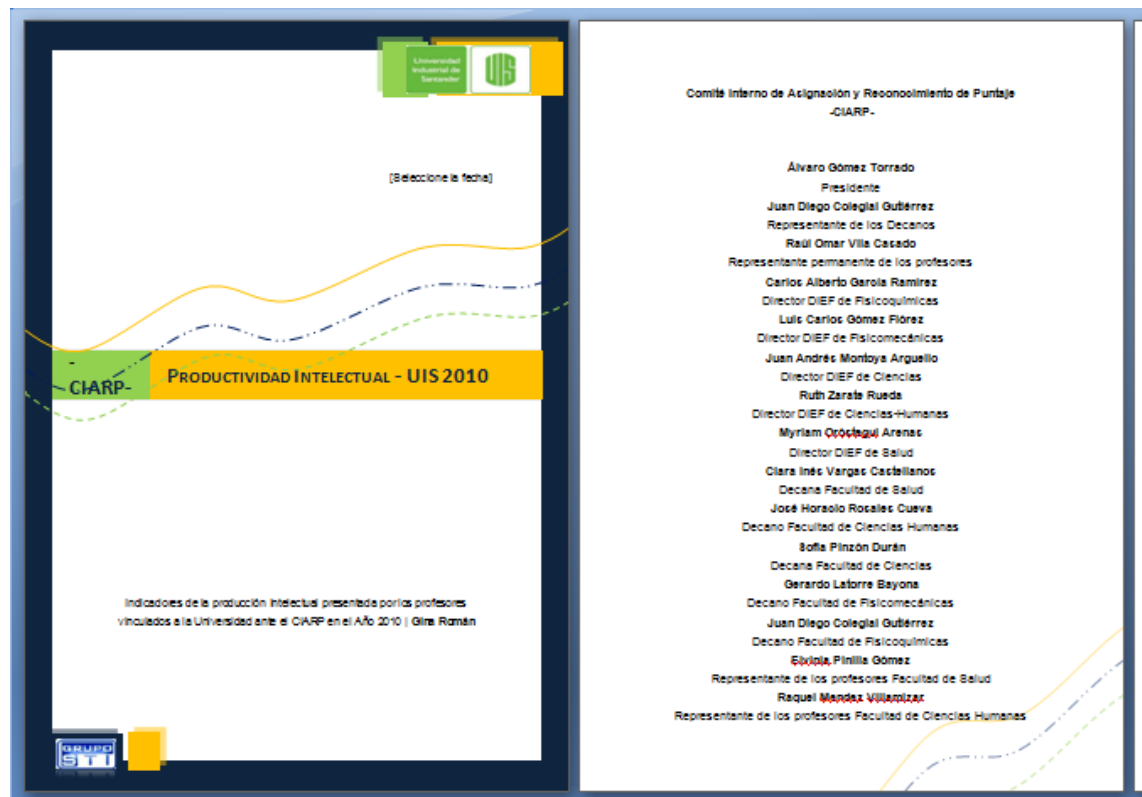 Universidad
Industrial de
Santander
UIS
[Seleccione la fecha]
-
CIARP-
PRODUCTIVIDAD INTELECTUAL - UIS 2010
Indicadores de la producción intelectual presentada por los profesores
vinculados a la Universidad ante el CIARP en el Año 2010 | Gina Román
GRUPO
STI
Comité Interno de Asignación y Reconocimiento de Puntaje
-CIARP-
Álvaro Gómez Torrado
Presidente
Juan Diego Colegial Gutiérrez
Representante de los Decanos
Raúl Omar Vila Casado
Representante permanente de los profesores
Carlos Alberto García Ramírez
Director DIEF de Fisicoquímicas
Luis Carlos Gómez Flórez
Director DIEF de Fisicomecánicas
Juan Andrés Montoya Arguello
Director DIEF de Ciencias
Ruth Zarate Rueda
Director DIEF de Ciencias-Humanas
Myriam Oróstegui Arenas
Director DIEF de Salud
Clara Inés Vargas Castellanos
Decana Facultad de Salud
José Horacio Rosales Cueva
Decano Facultad de Ciencias Humanas
Sofía Pinzón Durán
Decana Facultad de Ciencias
Gerardo Latorre Bayona
Decano Facultad de Fisicomecánicas
Juan Diego Colegial Gutiérrez
Decano Facultad de Fisicoquímicas
Elvinia Pinilla Gómez
Representante de los profesores Facultad de Salud
Raquel Mendez Villamizar
Representante de los profesores Facultad de Ciencias Humanas